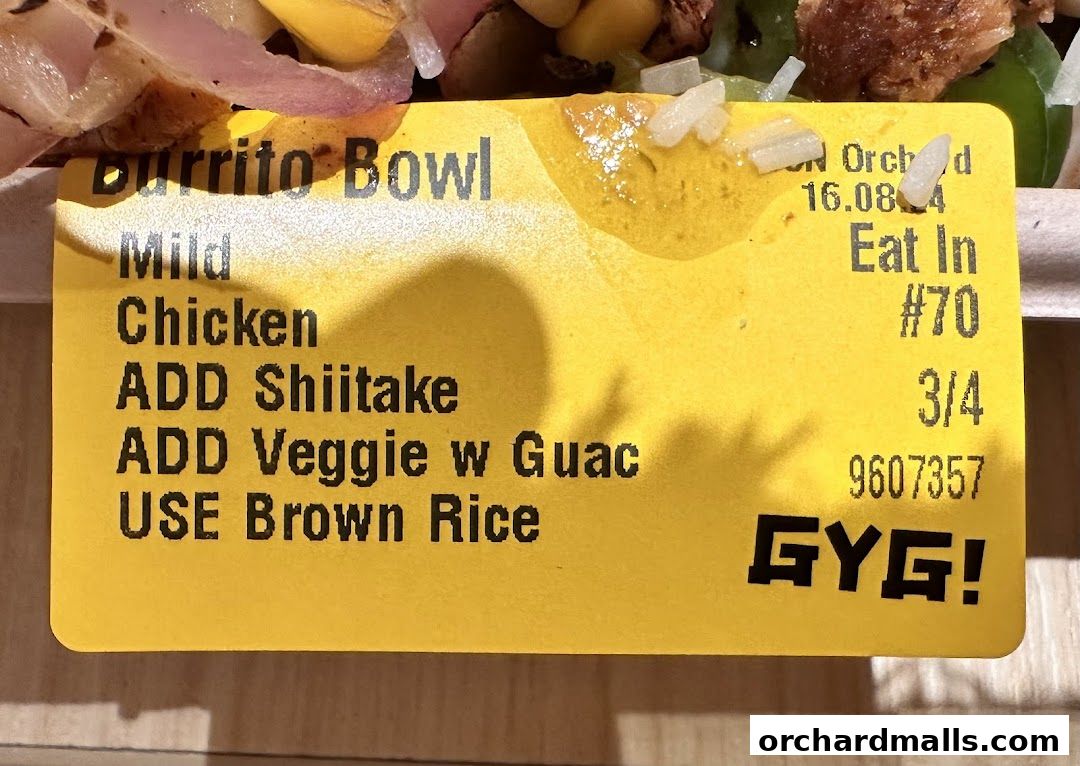 Burrito Bowl
Mild
Chicken
ADD Shiitake
ADD Veggie w Guac
USE Brown Rice
Eat In
#70
3/4
9607357
GYG!
orchardmalls.com